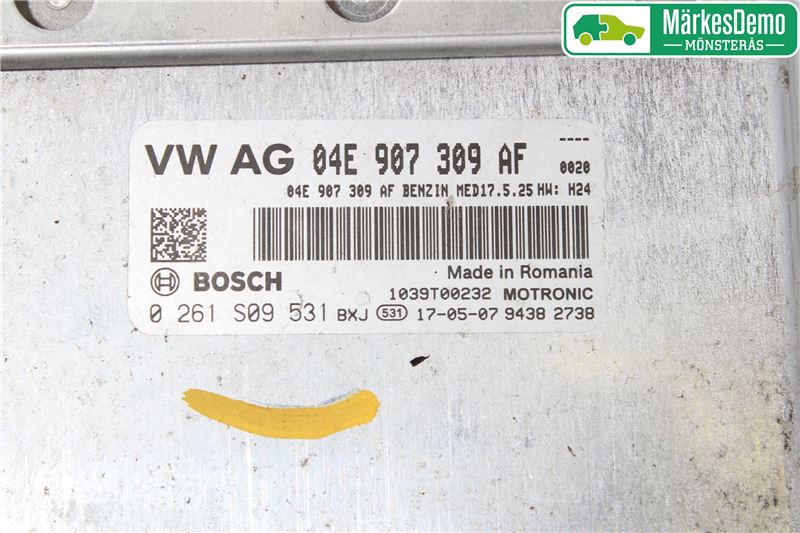 MärkesDemo
MÖNSTERÅS
----
VW AG 04E 907 309 AF 0020
04E 907 309 AF BENZIN MED17.5.25 HW: H24
BOSCH
Made in Romania
1039T00232 MOTRONIC
0 261 S09 531 BXJ 531 17-05-07 9438 2738